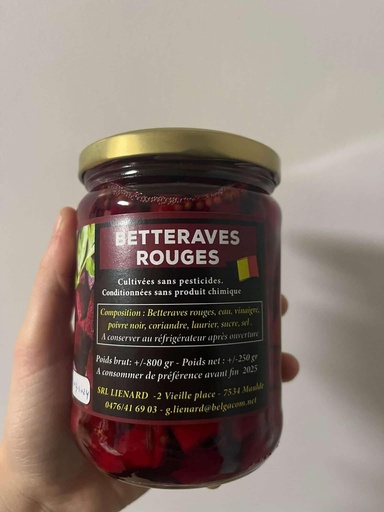 BETTERAVES
ROUGES
Cultivées sans pesticides.
Conditionnées sans produit chimique
Composition : Betteraves rouges, eau, vinaigre,
poivre noir, coriandre, laurier, sucre, sel.
A conserver au réfrigérateur après ouverture
Poids brut: +/-800 gr - Poids net : +/-250 gr
A consommer de préférence avant fin 2025
SRL LIENARD -2 Vieille place - 7534 Maulde
0476/41 69 03 - g.lienard@belgacom.net